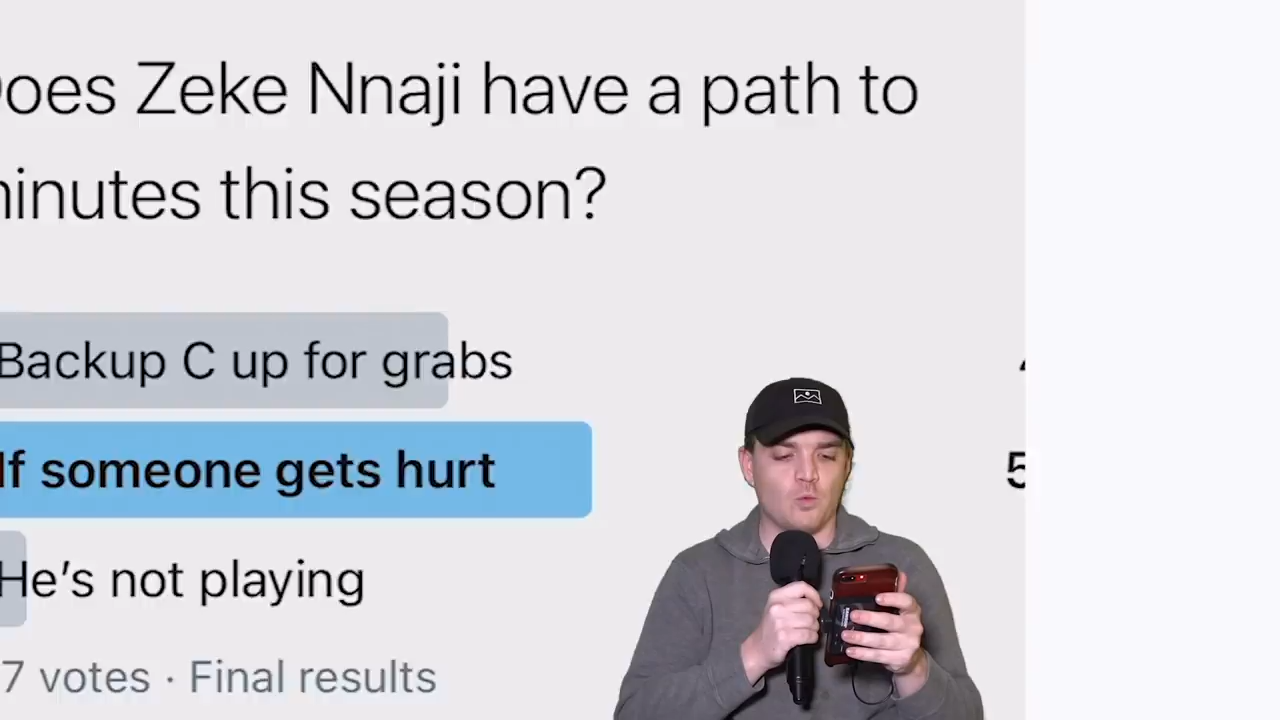 oes Zeke Nnaji have a path to
inutes this season?
Backup C up for grabs
If someone gets hurt
5
He's not playing
7 votes · Final results